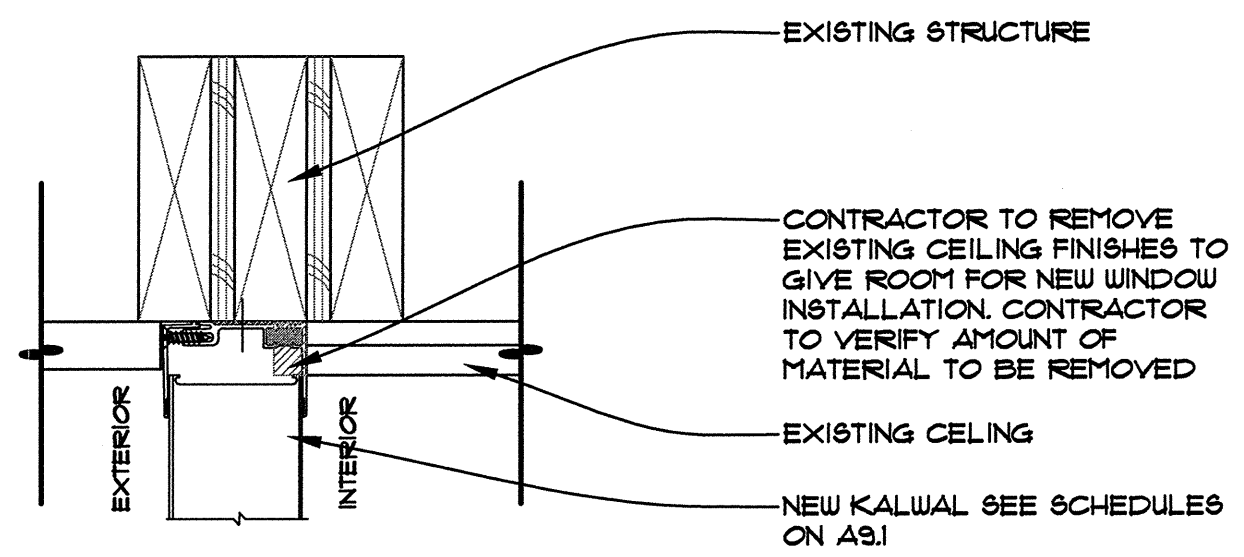 EXISTING STRUCTURE
CONTRACTOR TO REMOVE
EXISTING CEILING FINISHES TO
GIVE ROOM FOR NEW WINDOW
INSTALLATION. CONTRACTOR
TO VERIFY AMOUNT OF
MATERIAL TO BE REMOVED
EXTERIOR
INTERIOR
EXISTING CELING
NEW KALWAL SEE SCHEDULES
ON A9.1